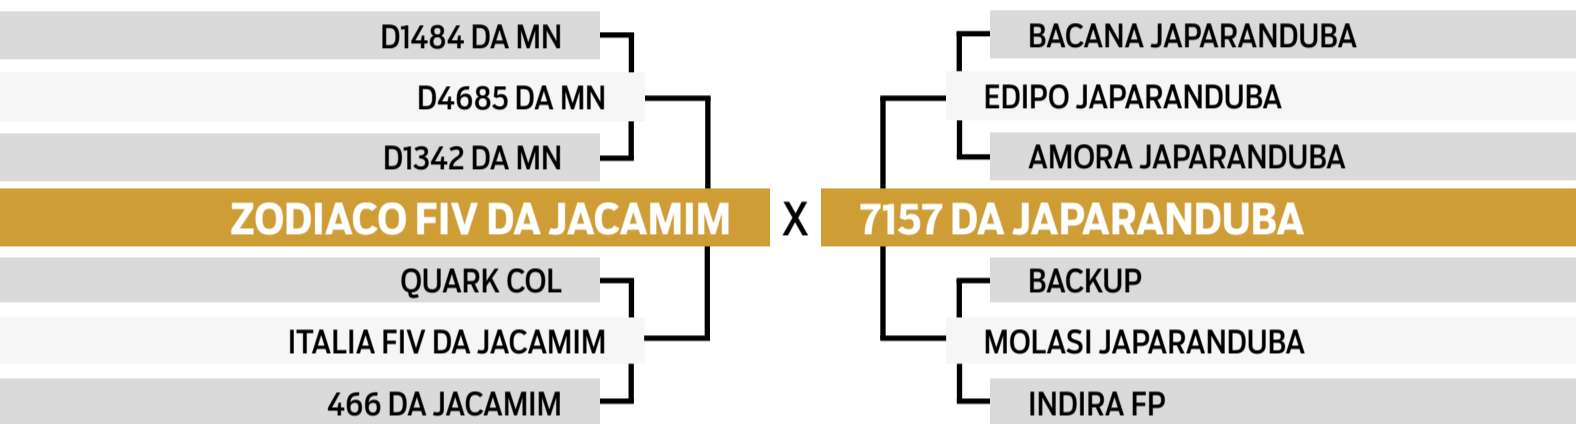 D1484 DA MN
D4685 DA MN
D1342 DA MN
ZODIACO FIV DA JACAMIM
QUARK COL
ITALIA FIV DA JACAMIM
466 DA JACAMIM
X
BACANA JAPARANDUBA
EDIPO JAPARANDUBA
AMORA JAPARANDUBA
7157 DA JAPARANDUBA
BACKUP
MOLASI JAPARANDUBA
INDIRA FP